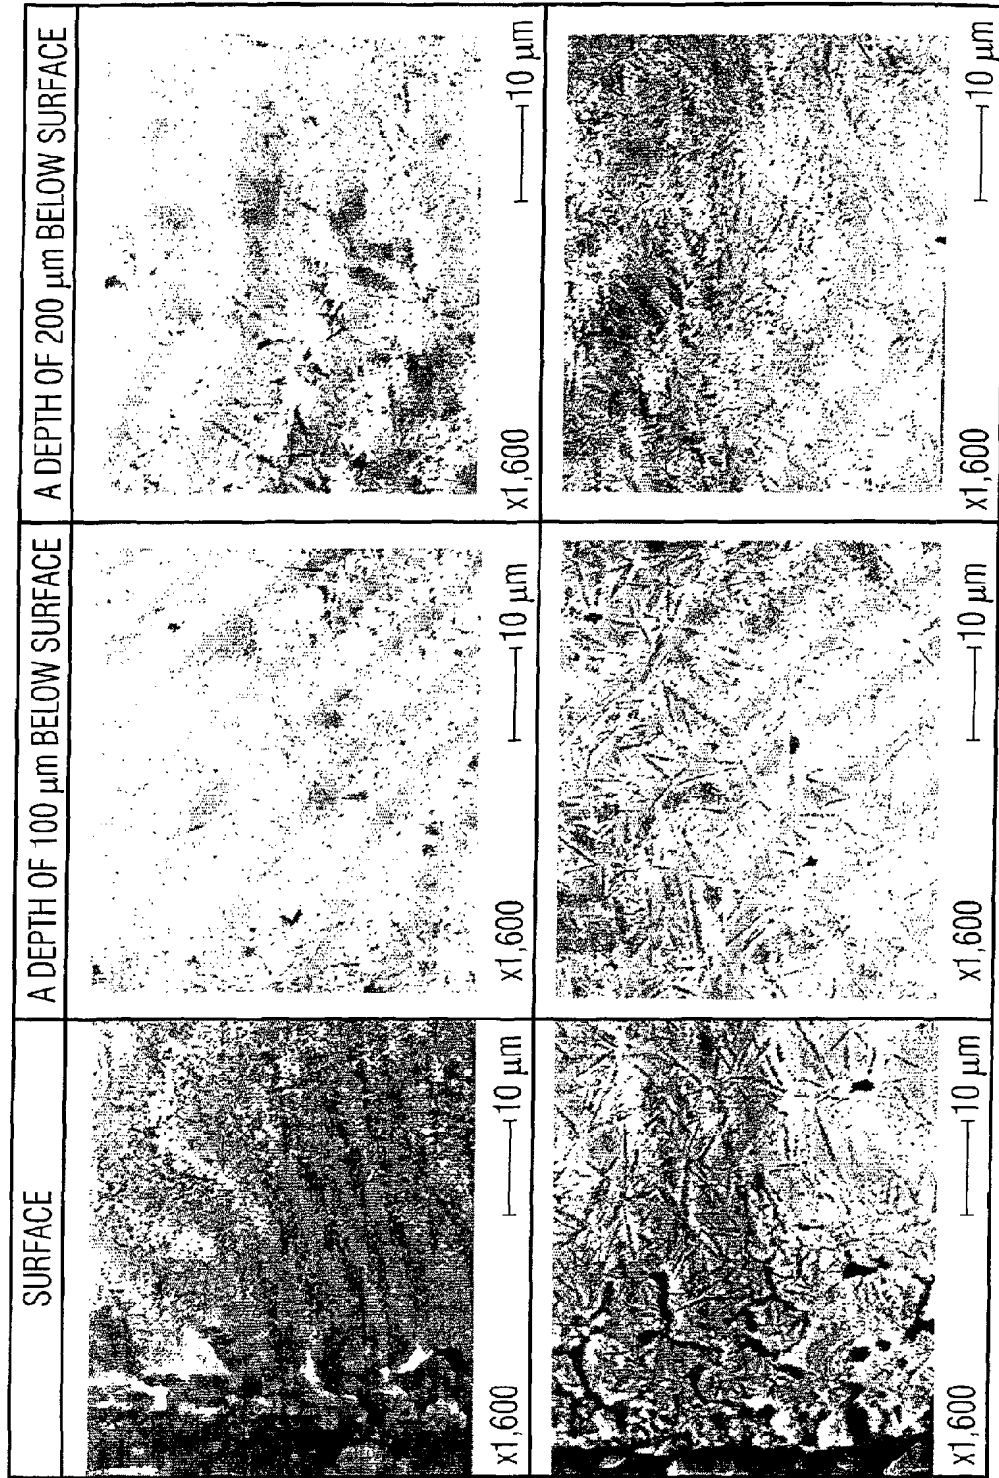 SURFACE
A DEPTH OF 100 μm BELOW SURFACE
A DEPTH OF 200 μm BELOW SURFACE
x1,600
10 μm
x1,600
10 μm
x1,600
10 μm
x1,600
10 μm
x1,600
10 μm
x1,600
10 μm